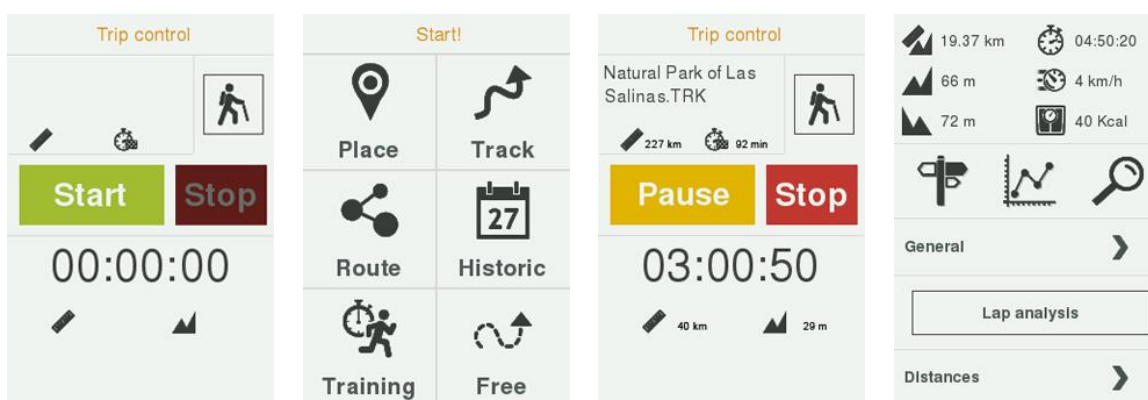 Trip control
Start
Stop
00:00:00
Start!
Place
Track
Route
27
Historic
Training
Free
Trip control
Natural Park of Las
Salinas.TRK
227 km
92 min
Pause
Stop
03:00:50
40 km
29 m
19.37 km
04:50:20
66 m
4 km/h
72 m
40 Kcal
General
Lap analysis
Distances